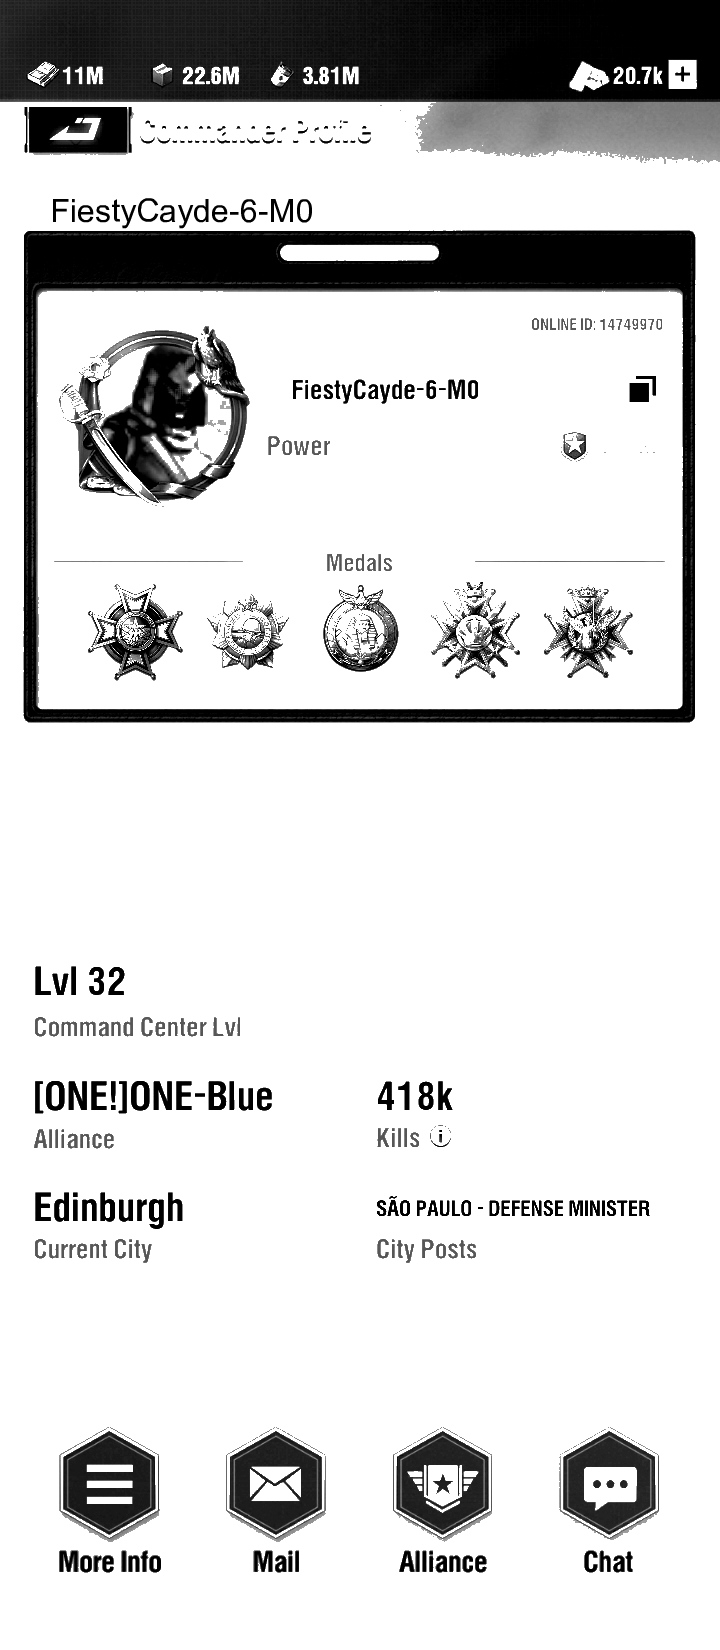 11M 22.6M 3.81M 20.7k
Commander Profile
FiestyCayde-6-M0
ONLINE ID: 14749970
FiestyCayde-6-M0
Power
Medals
Lvl 32
Command Center Lvl
[ONE!]ONE-Blue 418k
Alliance Kills
Edinburgh SÃO PAULO - DEFENSE MINISTER
Current City City Posts
More Info Mail Alliance Chat